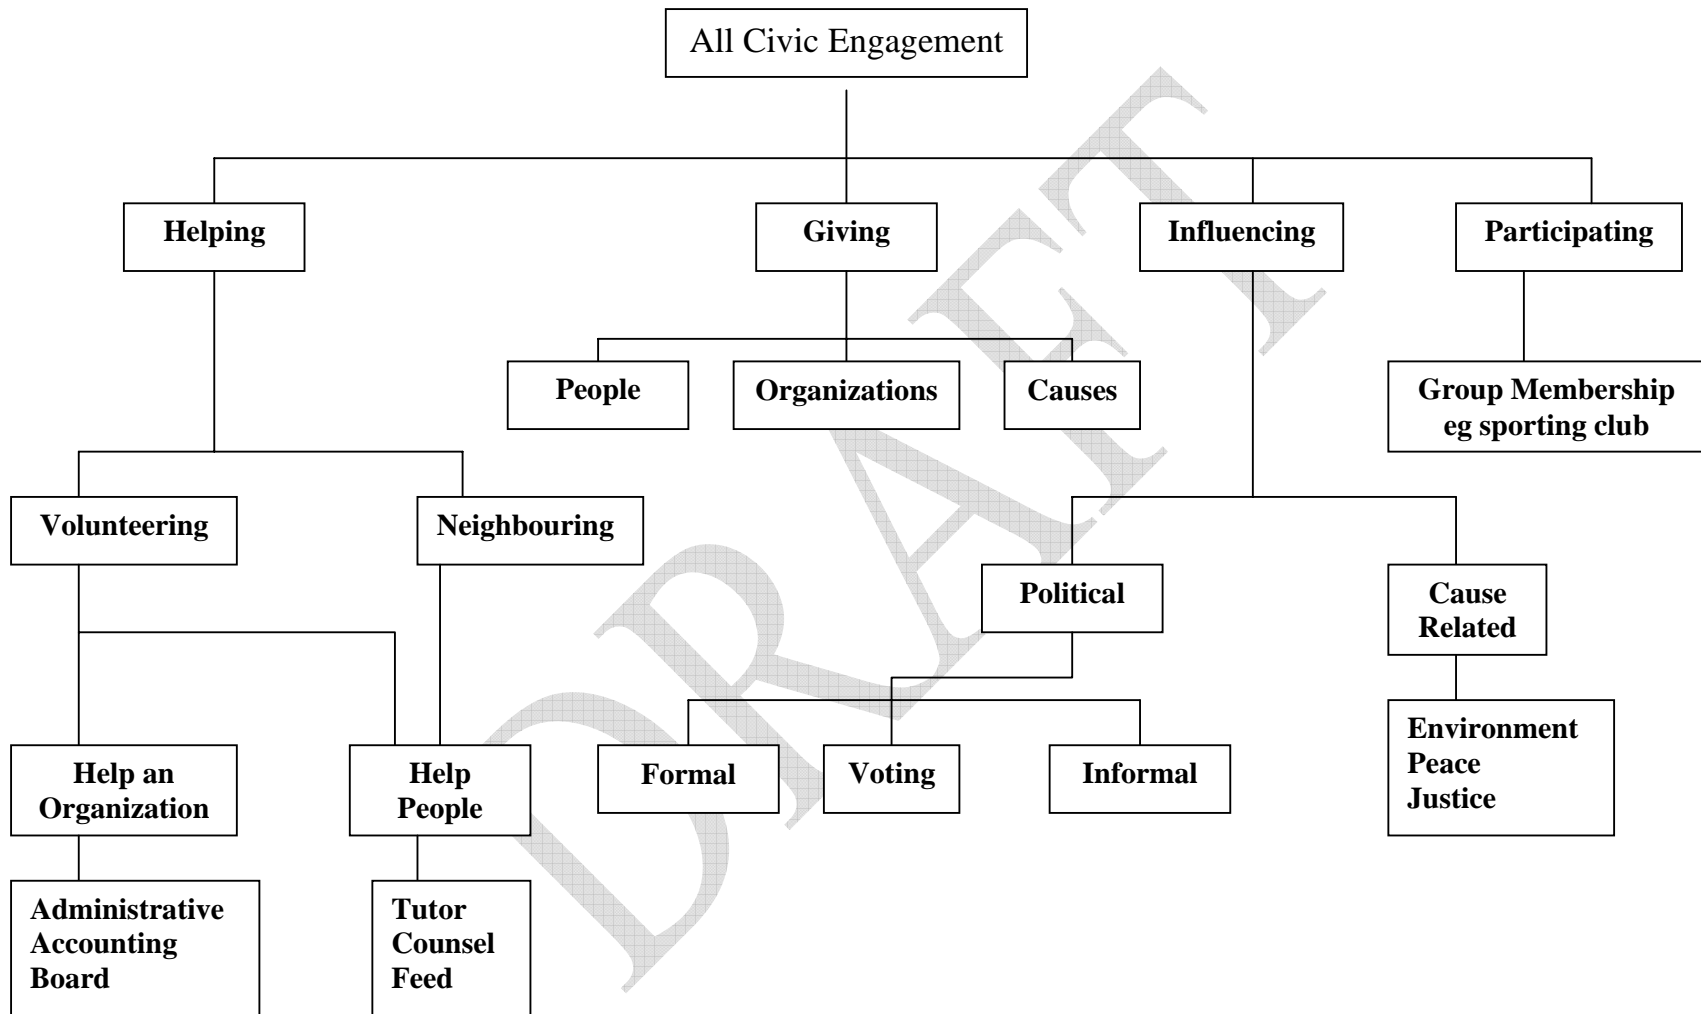 All Civic Engagement
Helping
Giving
Influencing
Participating
People
Organizations
Causes
Group Membership
eg sporting club
Volunteering
Neighbouring
Political
Cause
Related
Help an
Organization
Help
People
Formal
Voting
Informal
Environment
Peace
Justice
Administrative
Accounting
Board
Tutor
Counsel
Feed
DRAFT